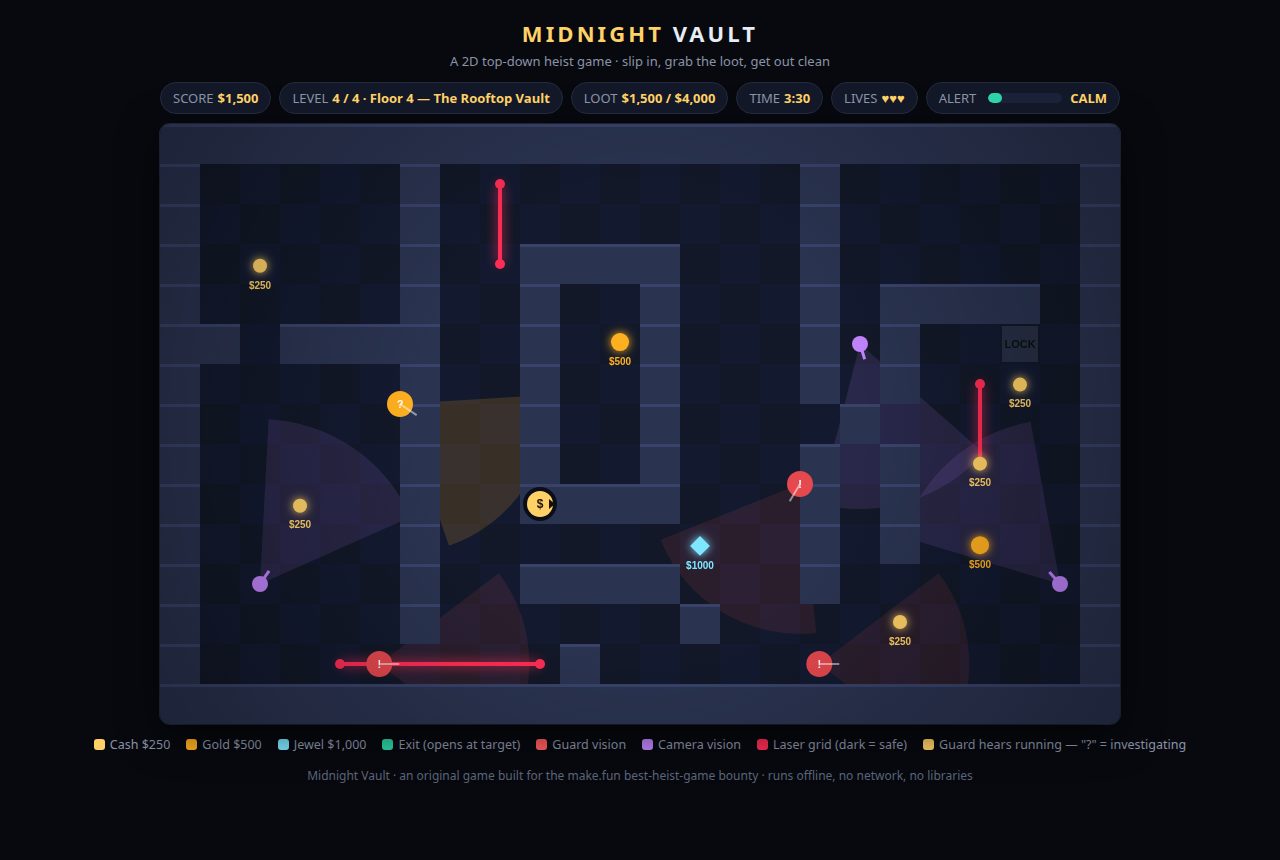 MIDNIGHT VAULT
A 2D top-down heist game · slip in, grab the loot, get out clean
SCORE $1,500
LEVEL 4 / 4 · Floor 4 — The Rooftop Vault
LOOT $1,500 / $4,000
TIME 3:30
LIVES ♥♥♥
ALERT CALM
$250
LOCK
$500
?
$250
!
$250
$250
$
$1000
$500
$250
!
!
Cash $250
Gold $500
Jewel $1,000
Exit (opens at target)
Guard vision
Camera vision
Laser grid (dark = safe)
Guard hears running — "?" = investigating
Midnight Vault · an original game built for the make.fun best-heist-game bounty · runs offline, no network, no libraries